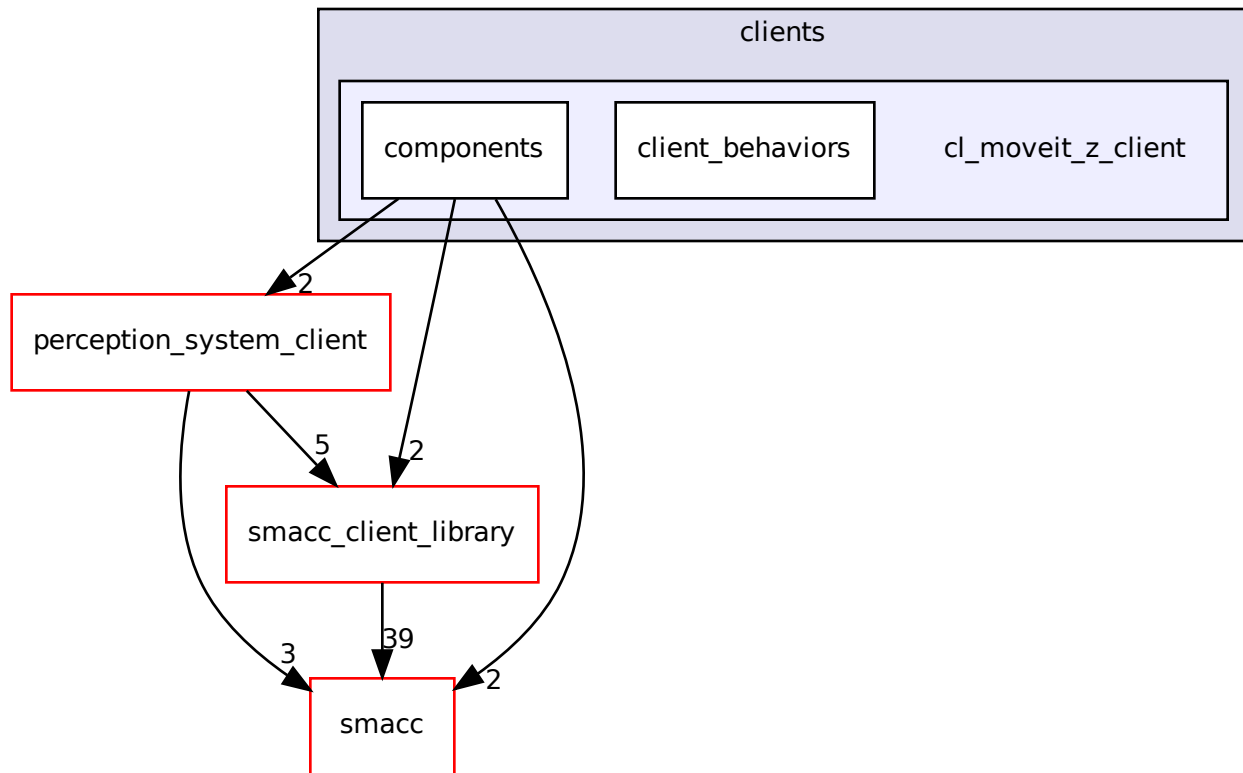 clients
components
client_behaviors
cl_moveit_z_client
2
perception_system_client
5
2
smacc_client_library
39
3
2
smacc